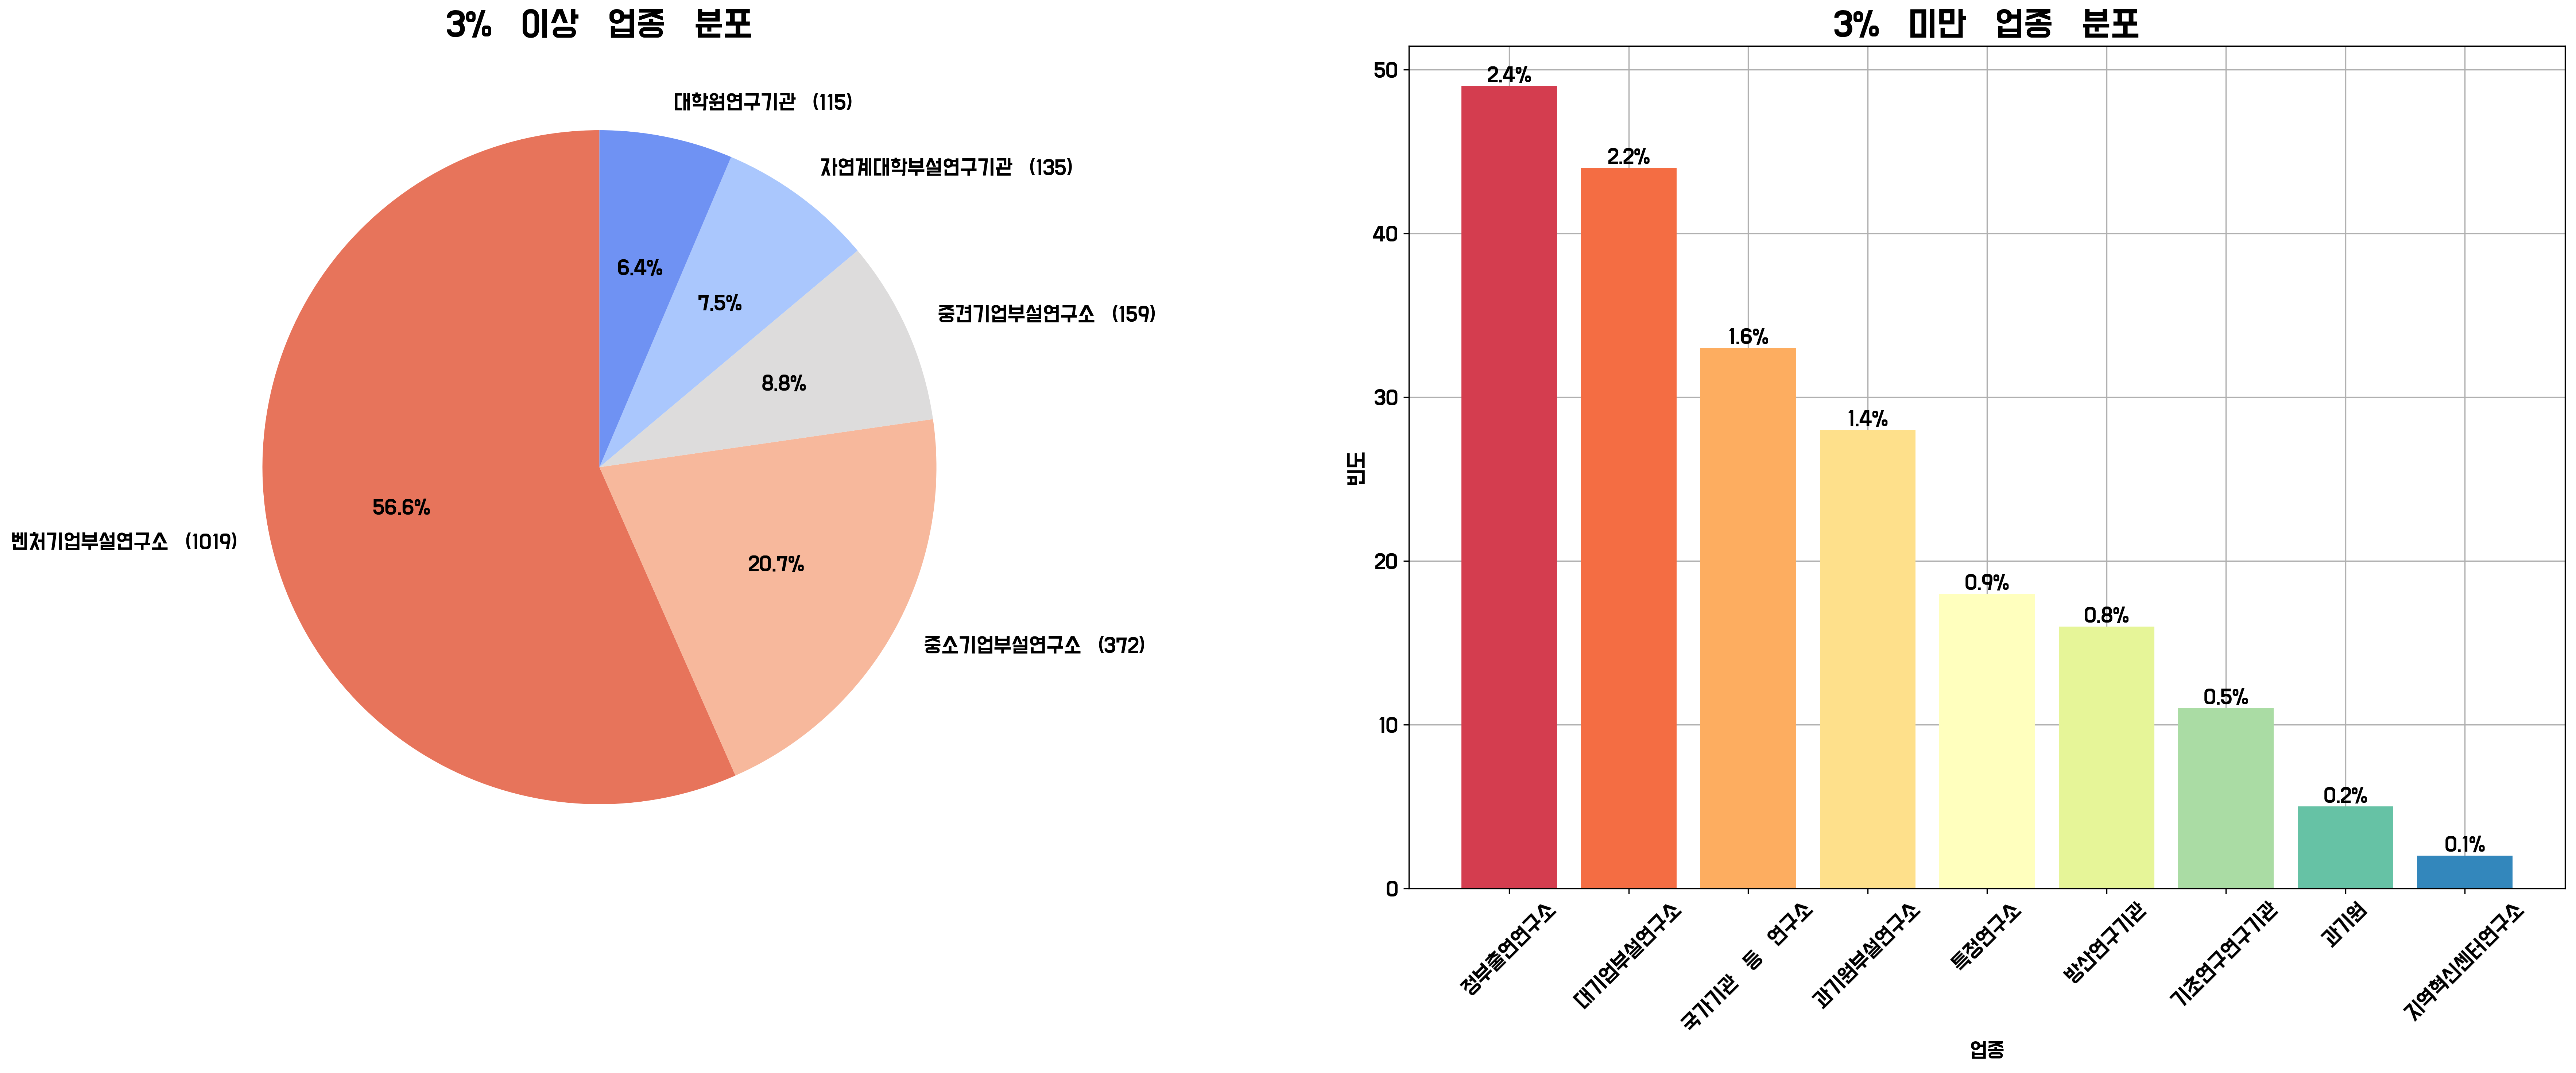 3% 이상 업종 분포
대학원연구기관 (115)
자연계대학부설연구기관 (135)
중견기업부설연구소 (159)
중소기업부설연구소 (372)
벤처기업부설연구소 (1019)
6.4%
7.5%
8.8%
20.7%
56.6%
3% 미만 업종 분포
빈도
50
40
30
20
10
0
2.4%
2.2%
1.6%
1.4%
0.9%
0.8%
0.5%
0.2%
0.1%
정부출연연구소
대기업부설연구소
국가기관 등 연구소
과기원부설연구소
특정연구소
방산연구기관
기초연구연구기관
과기원
지역혁신센터연구소
업종